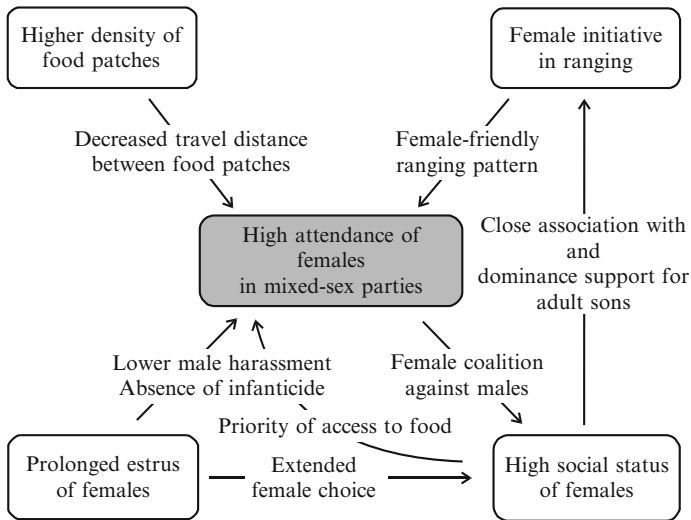 Higher density of
food patches
Female initiative
in ranging
Decreased travel distance
between food patches
Female-friendly
ranging pattern
High attendance of
females
in mixed-sex parties
Close association with
and
dominance support for
adult sons
Lower male harassment
Absence of infanticide
Female coalition
against males
Priority of access to food
Prolonged estrus
of females
Extended
female choice
High social status
of females